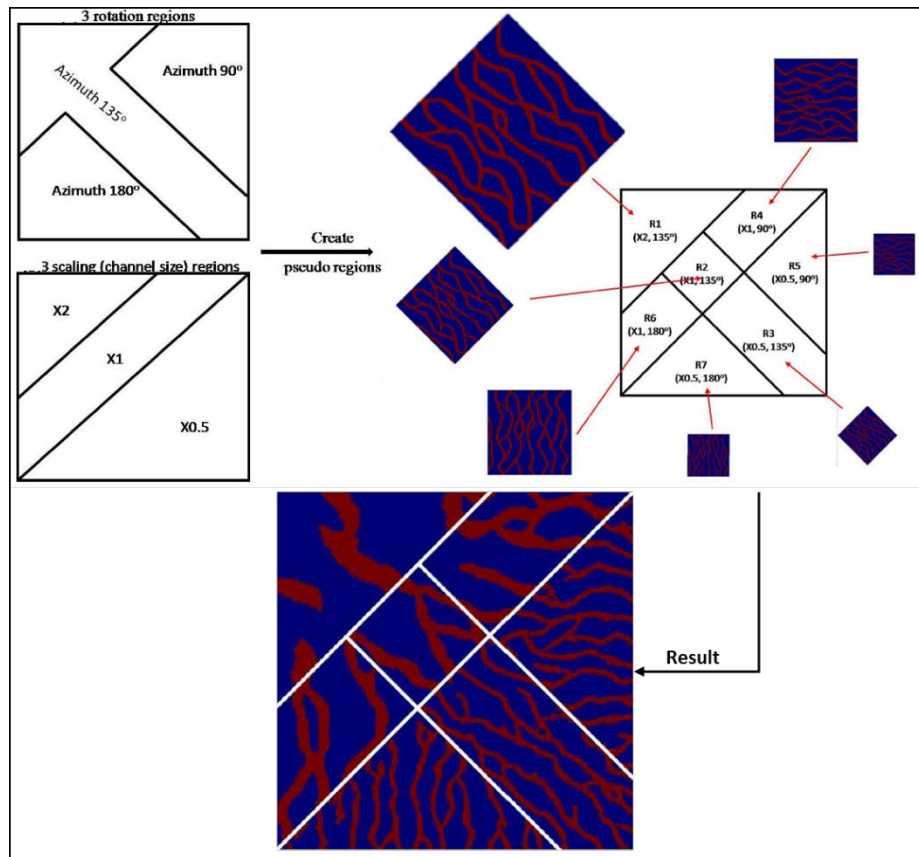 3 rotation regions
Azimuth 90°
Azimuth 135°
Azimuth 180°
3 scaling (channel size) regions
X2
X1
X0.5
Create
pseudo regions
R1
(X2, 135°)
R4
(X1, 90°)
R2
(X1, 135°)
R5
(X0.5, 90°)
R6
(X1, 180°)
R3
(X0.5, 135°)
R7
(X0.5, 180°)
Result